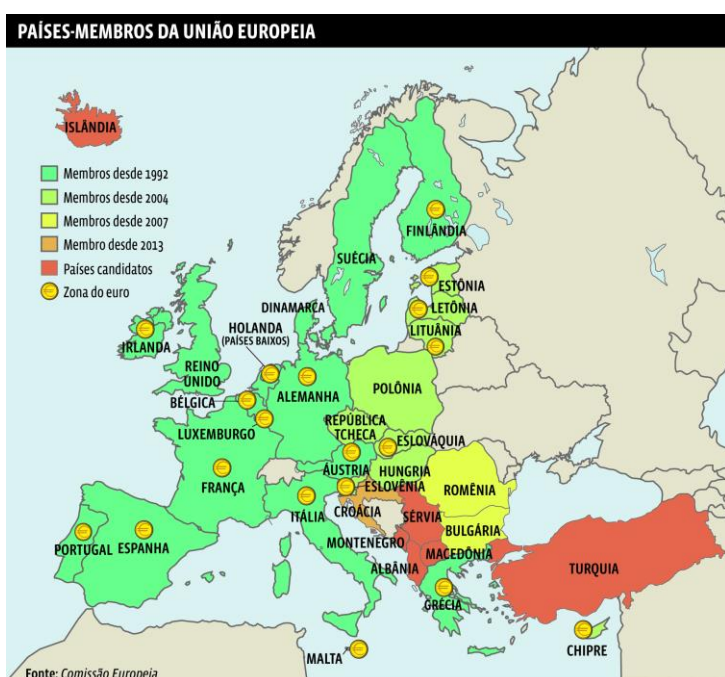 PAÍSES-MEMBROS DA UNIÃO EUROPEIA
ISLÂNDIA
Membros desde 1992
Membros desde 2004
Membros desde 2007
Membro desde 2013
Países candidatos
Zona do euro
FINLÂNDIA
SUÉCIA
ESTÔNIA
LETÔNIA
LITUÂNIA
DINAMARCA
HOLANDA
(PAÍSES BAIXOS)
IRLANDA
REINO
UNIDO
BÉLGICA
ALEMANHA
POLÔNIA
LUXEMBURGO
REPÚBLICA
TCHECA
ESLOVÁQUIA
ÁUSTRIA
HUNGRIA
FRANÇA
ESLOVÊNIA
ROMÊNIA
ITÁLIA
CROÁCIA
SÉRVIA
PORTUGAL
ESPANHA
BULGÁRIA
MONTENEGRO
MACEDÔNIA
ALBÂNIA
TURQUIA
GRÉCIA
CHIPRE
MALTA
Fonte: Comissão Europeia